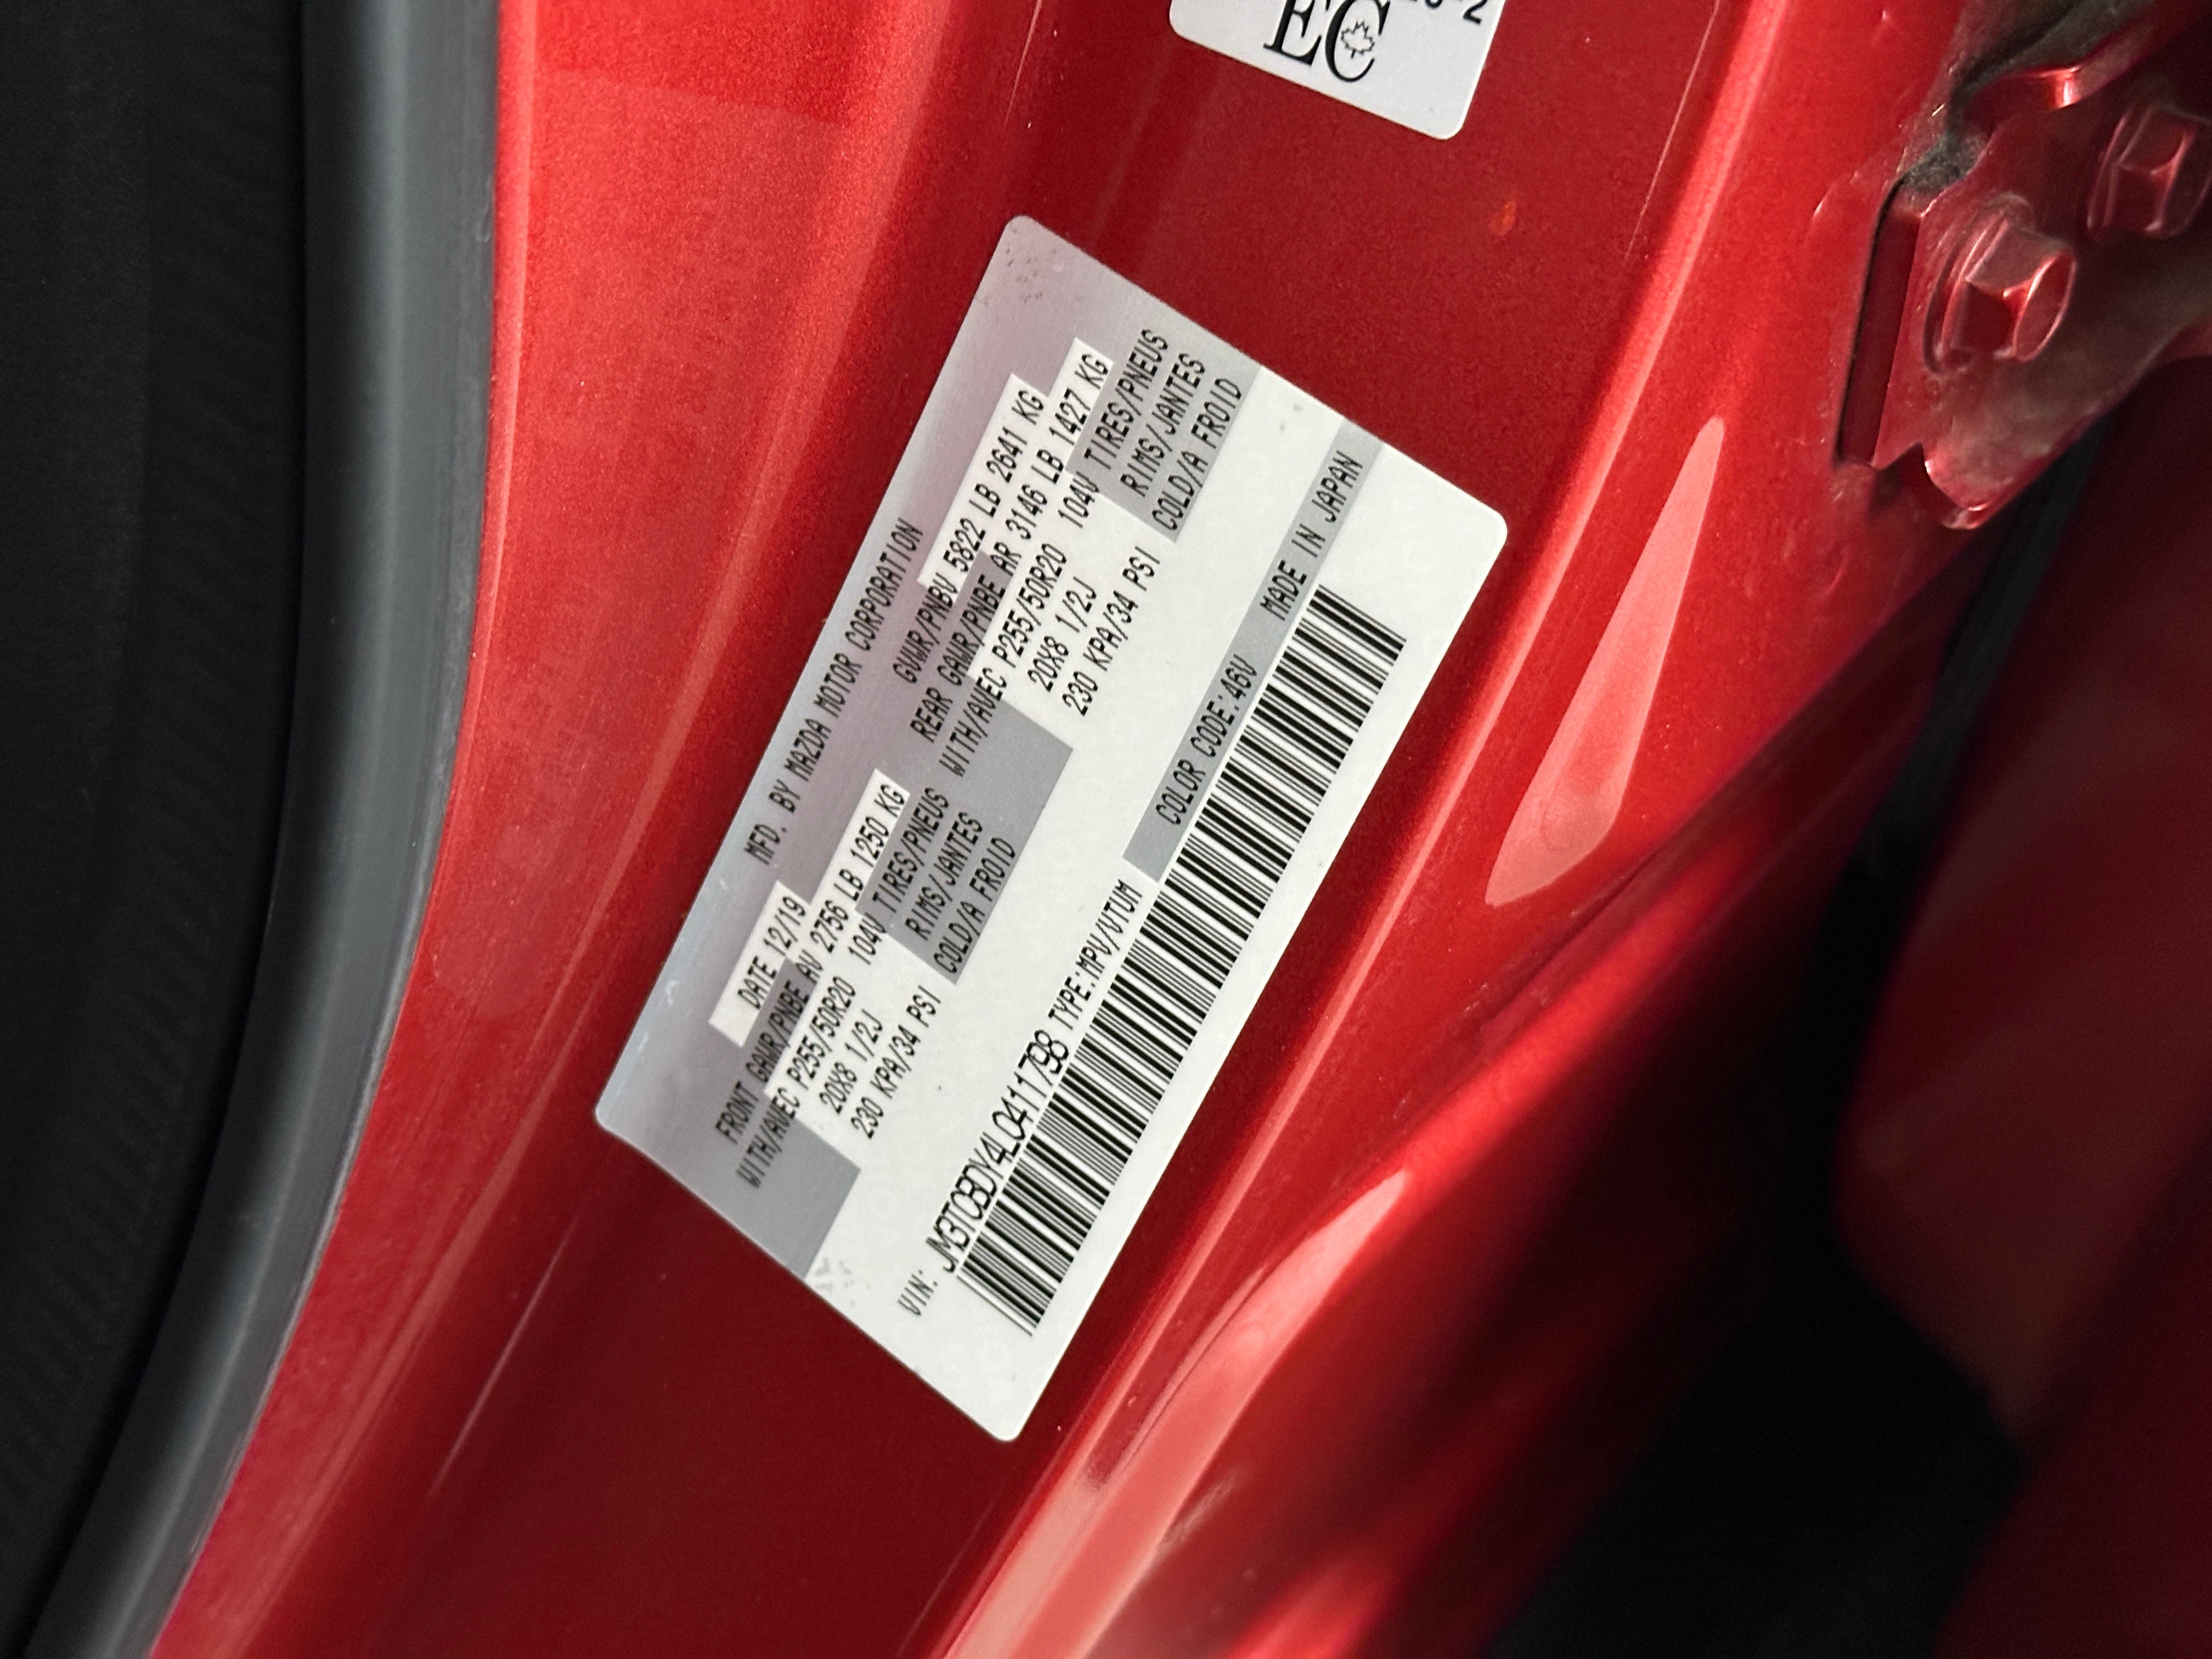 EC
MFD. BY MAZDA MOTOR CORPORATION
DATE 12/19 GVWR/PNBV 5822 LB 2641 KG
FRONT GAWR/PNBE AV 2756 LB 1250 KG REAR GAWR/PNBE AR 3146 LB 1427 KG
WITH/AVEC P255/50R20 104V TIRES/PNEUS WITH/AVEC P255/50R20 104V TIRES/PNEUS
20X8 1/2J RIMS/JANTES 20X8 1/2J RIMS/JANTES
230 KPA/34 PSI COLD/A FROID 230 KPA/34 PSI COLD/A FROID
VIN: JM3TCBDY4L0411798 TYPE:MPV/VTUM COLOR CODE:46V MADE IN JAPAN